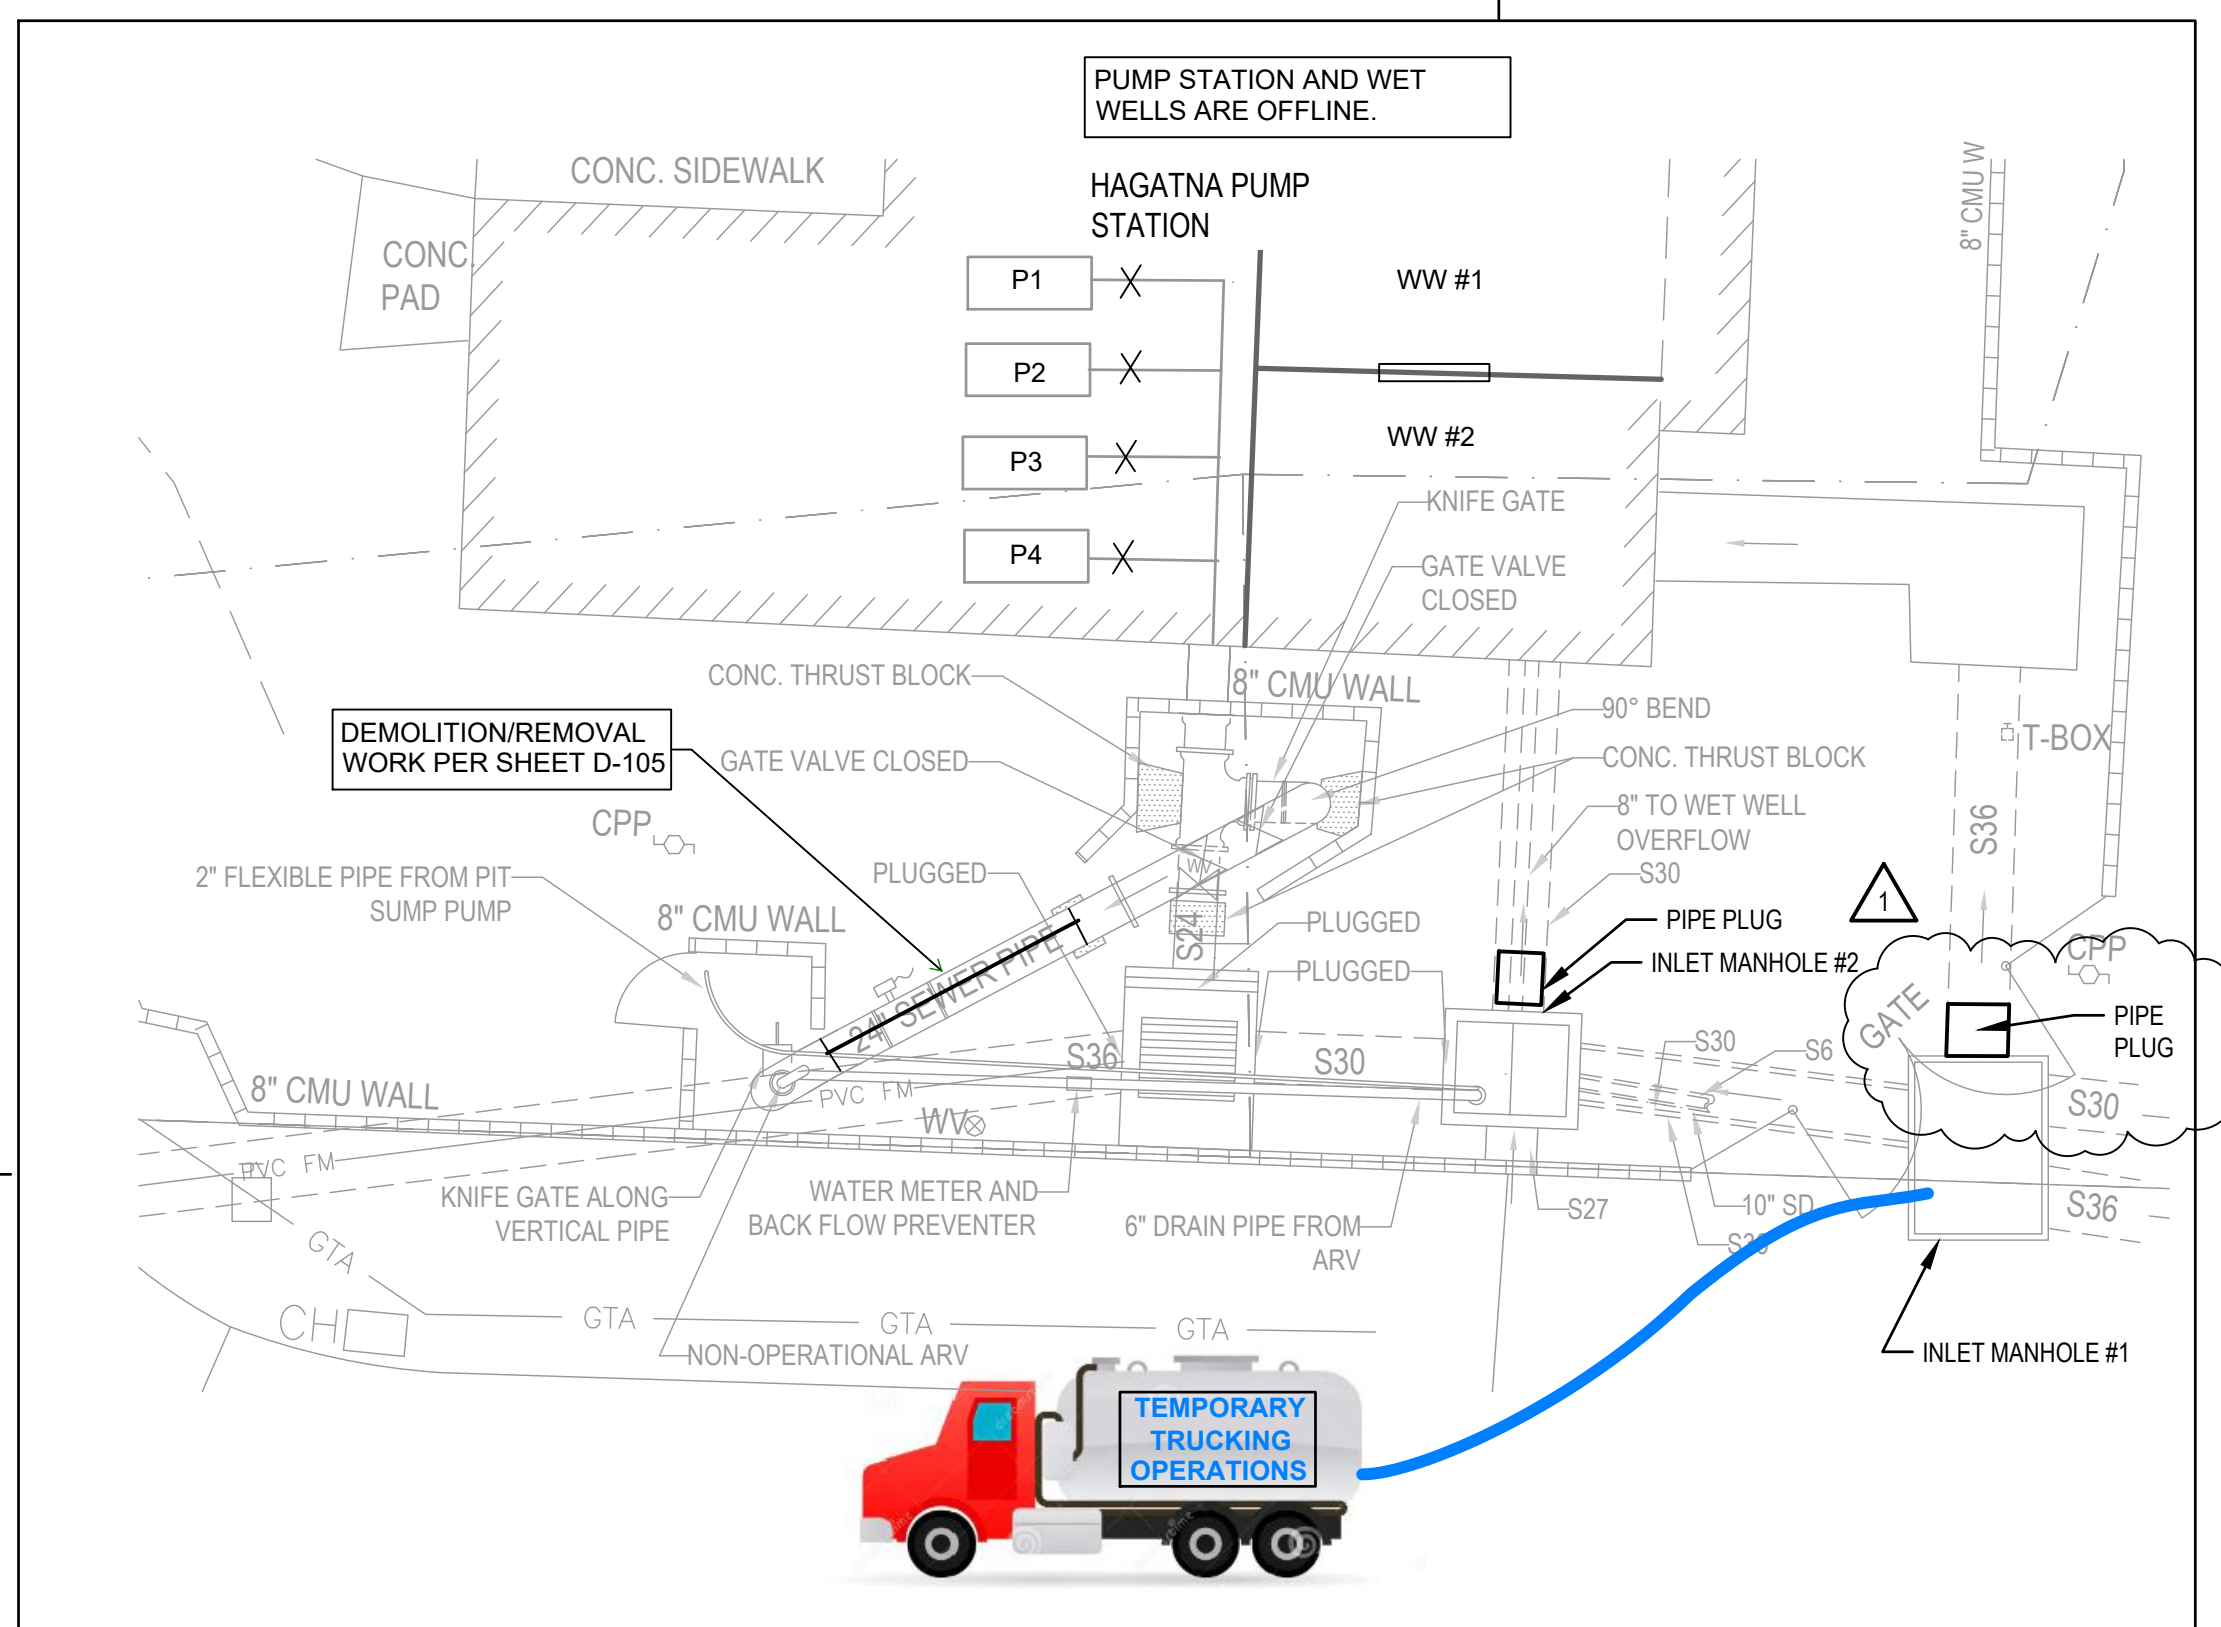 PUMP STATION AND WET
WELLS ARE OFFLINE.
CONC. SIDEWALK
HAGATNA PUMP
STATION
8" CMU W
CONC.
PAD
P1
WW #1
P2
WW #2
P3
KNIFE GATE
P4
GATE VALVE
CLOSED
CONC. THRUST BLOCK
8" CMU WALL
90° BEND
DEMOLITION/REMOVAL
WORK PER SHEET D-105
GATE VALVE CLOSED
T-BOX
CONC. THRUST BLOCK
CPP
8" TO WET WELL
OVERFLOW
S36
2" FLEXIBLE PIPE FROM PIT
SUMP PUMP
PLUGGED
WV
S30
1
8" CMU WALL
S24
PLUGGED
PIPE PLUG
CPP
PLUGGED
INLET MANHOLE #2
24" SEWER PIPE
GATE
PIPE
PLUG
S36
S30
S30
S6
8" CMU WALL
PVC FM
WV
S30
PVC FM
KNIFE GATE ALONG
VERTICAL PIPE
WATER METER AND
BACK FLOW PREVENTER
6" DRAIN PIPE FROM
ARV
S27
10" SD
S36
GTA
CH
GTA
GTA
GTA
NON-OPERATIONAL ARV
INLET MANHOLE #1
TEMPORARY
TRUCKING
OPERATIONS